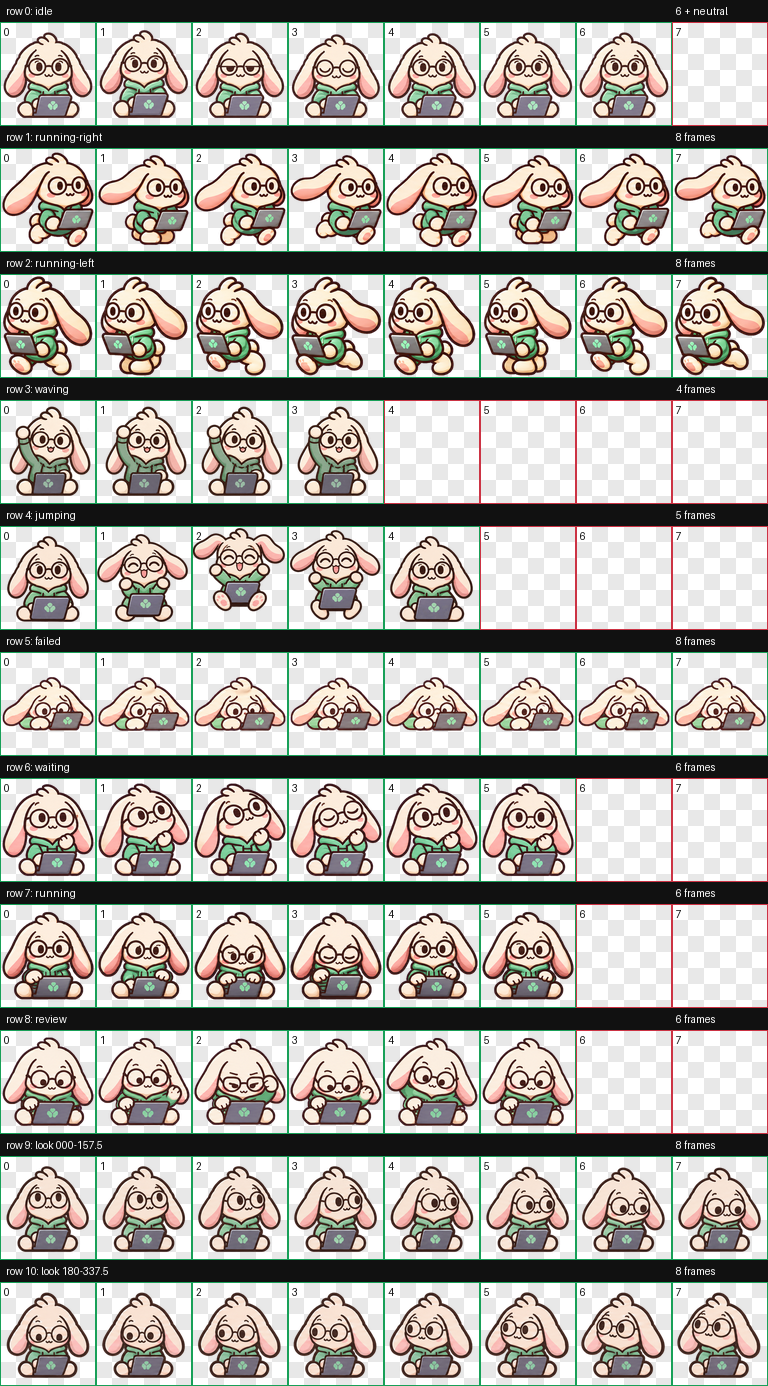 row 0: idle 6 + neutral
0 1 2 3 4 5 6 7
row 1: running-right 8 frames
0 1 2 3 4 5 6 7
row 2: running-left 8 frames
0 1 2 3 4 5 6 7
row 3: waving 4 frames
0 1 2 3 4 5 6 7
row 4: jumping 5 frames
0 1 2 3 4 5 6 7
row 5: failed 8 frames
0 1 2 3 4 5 6 7
row 6: waiting 6 frames
0 1 2 3 4 5 6 7
row 7: running 6 frames
0 1 2 3 4 5 6 7
row 8: review 6 frames
0 1 2 3 4 5 6 7
row 9: look 000-157.5 8 frames
0 1 2 3 4 5 6 7
row 10: look 180-337.5 8 frames
0 1 2 3 4 5 6 7